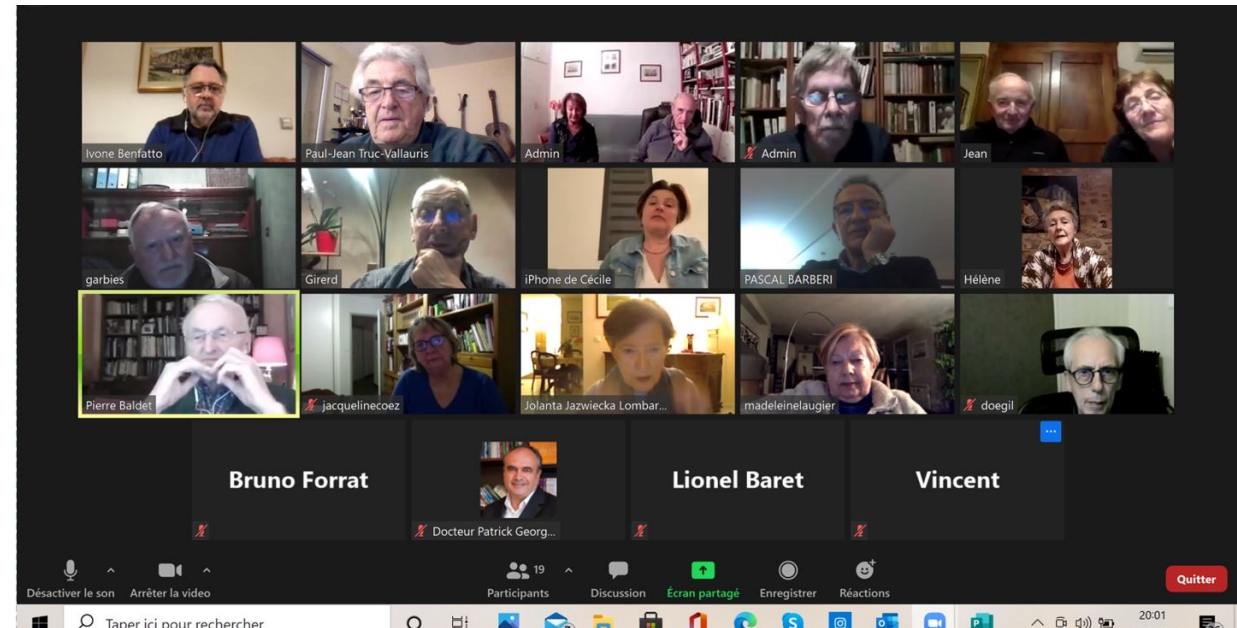 Ivone Benfatto
Paul-Jean Truc-Vallauris
Admin
Admin
Jean
garbies
Girerd
iPhone de Cécile
PASCAL BARBERI
Hélène
Pierre Baldet
jacquelinecoez
Jolanta Jazwiecka Lombar...
madeleinelaugier
doegil
Bruno Forrat
Docteur Patrick Georg...
Lionel Baret
Vincent
Désactiver le son
Arrêter la video
19
Participants
Discussion
Écran partagé
Enregistrer
Réactions
Quitter
Taper ici pour rechercher
20:01